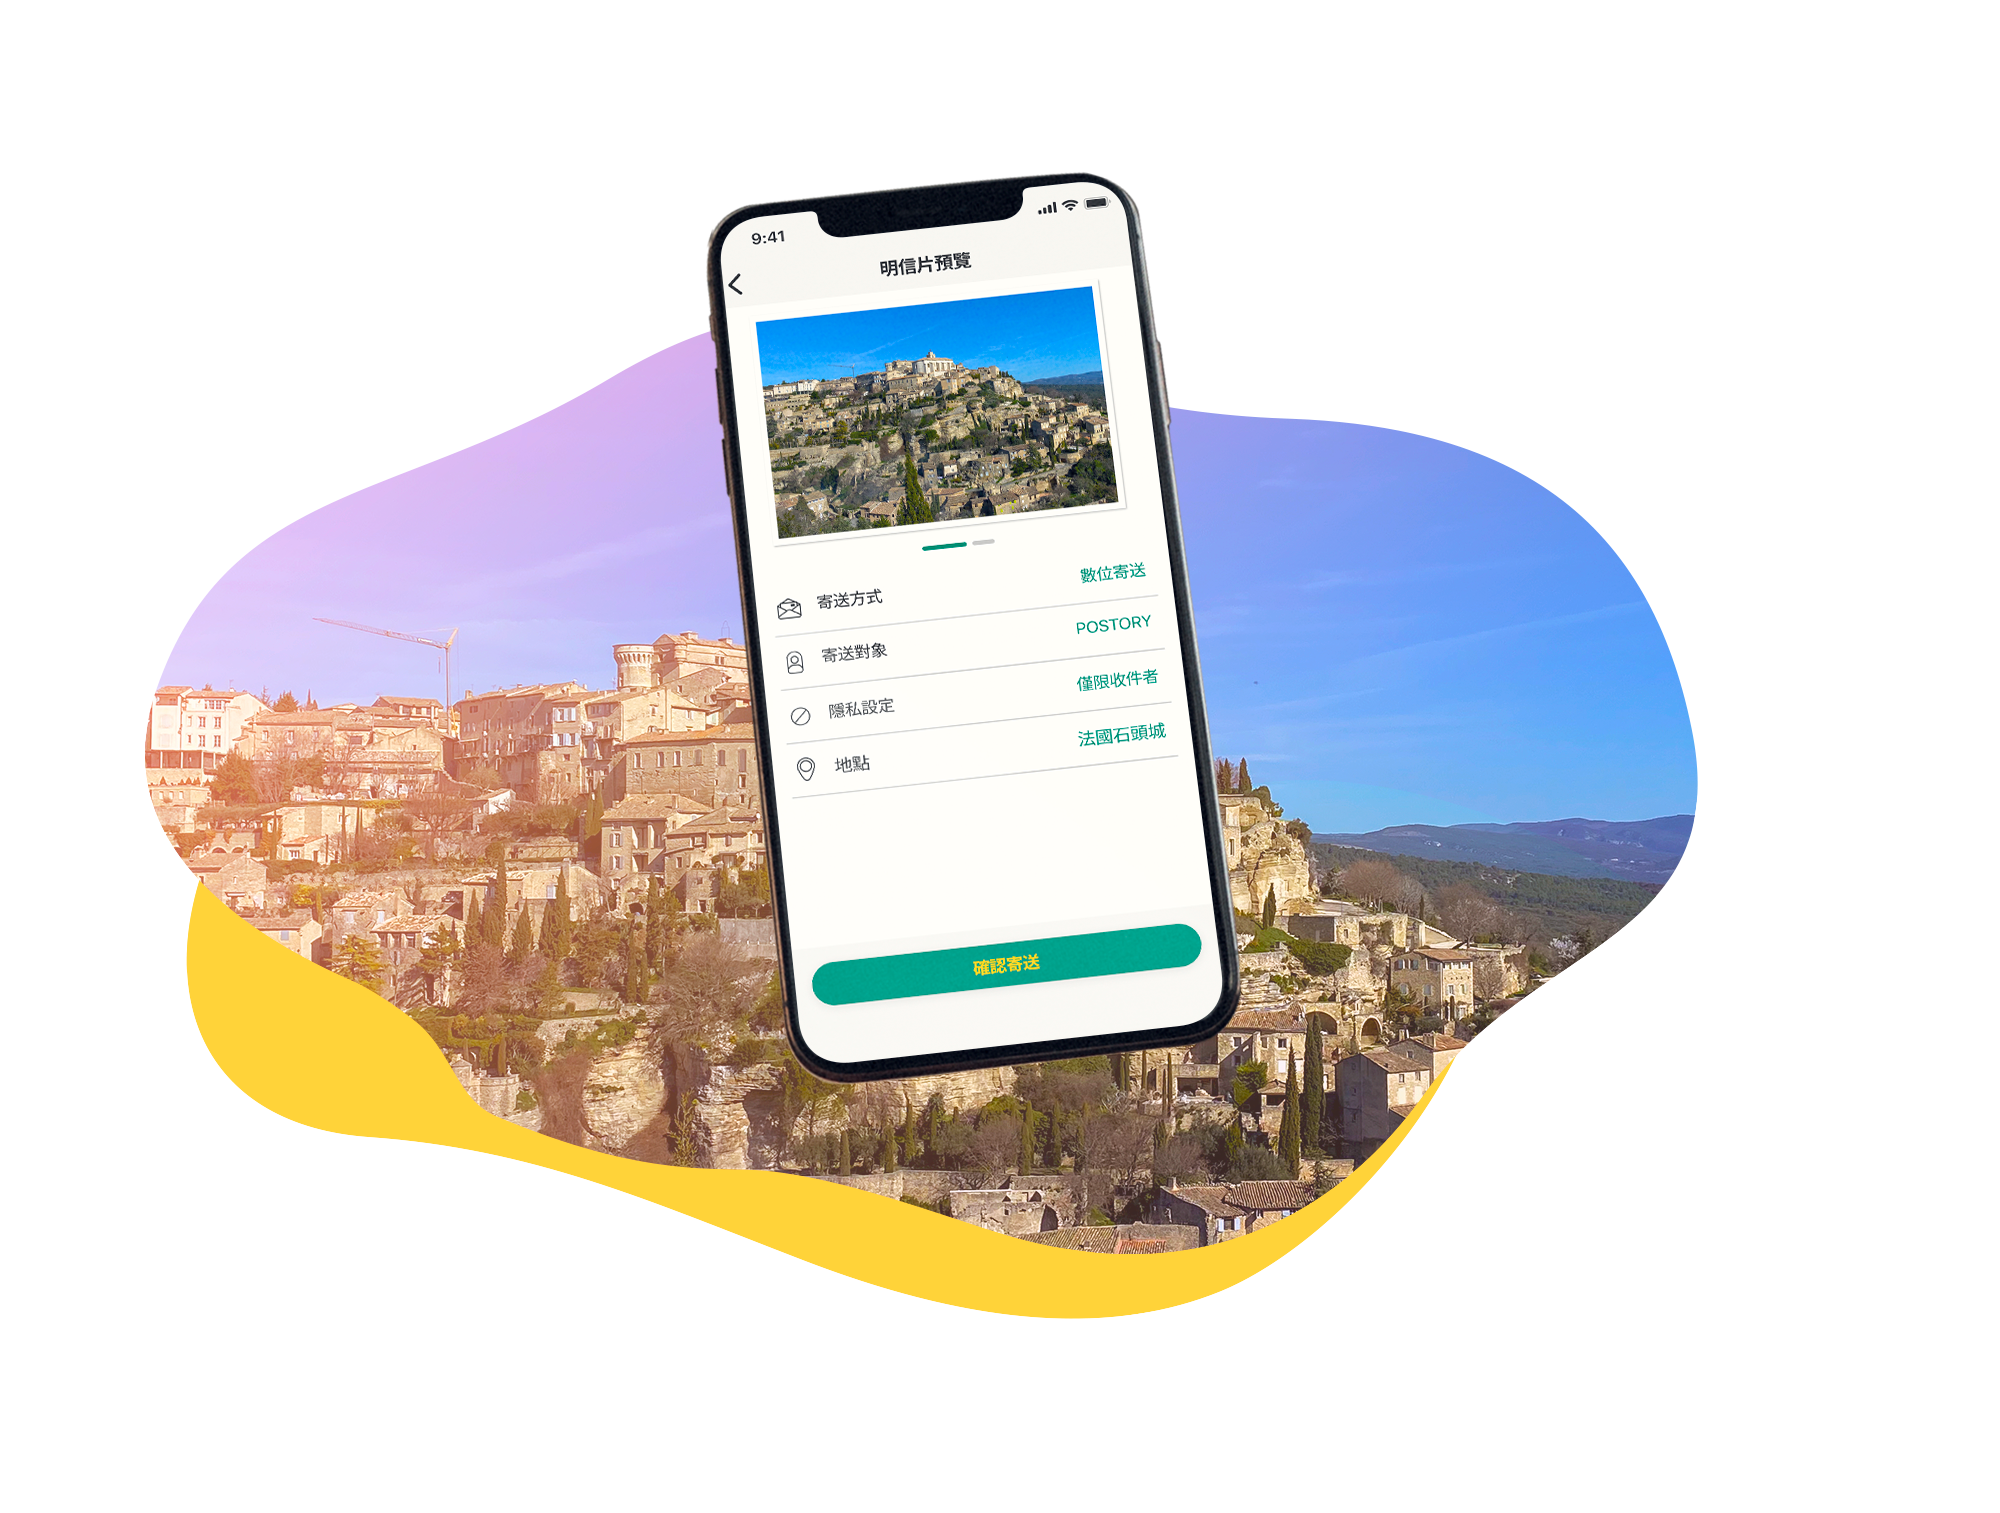 9:41
明信片預覽
寄送方式 數位寄送
寄送對象 POSTORY
隱私設定 僅限收件者
地點 法國石頭城
確認寄送